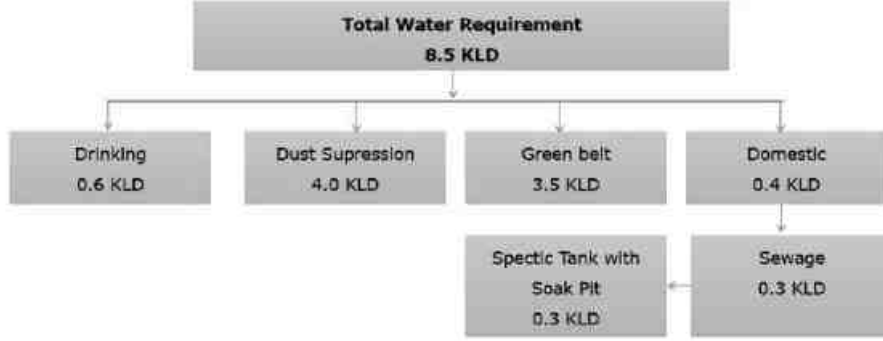 Total Water Requirement
8.5 KLD
Drinking
0.6 KLD
Dust Supression
4.0 KLD
Green belt
3.5 KLD
Domestic
0.4 KLD
Spectic Tank with
Soak Pit
0.3 KLD
Sewage
0.3 KLD